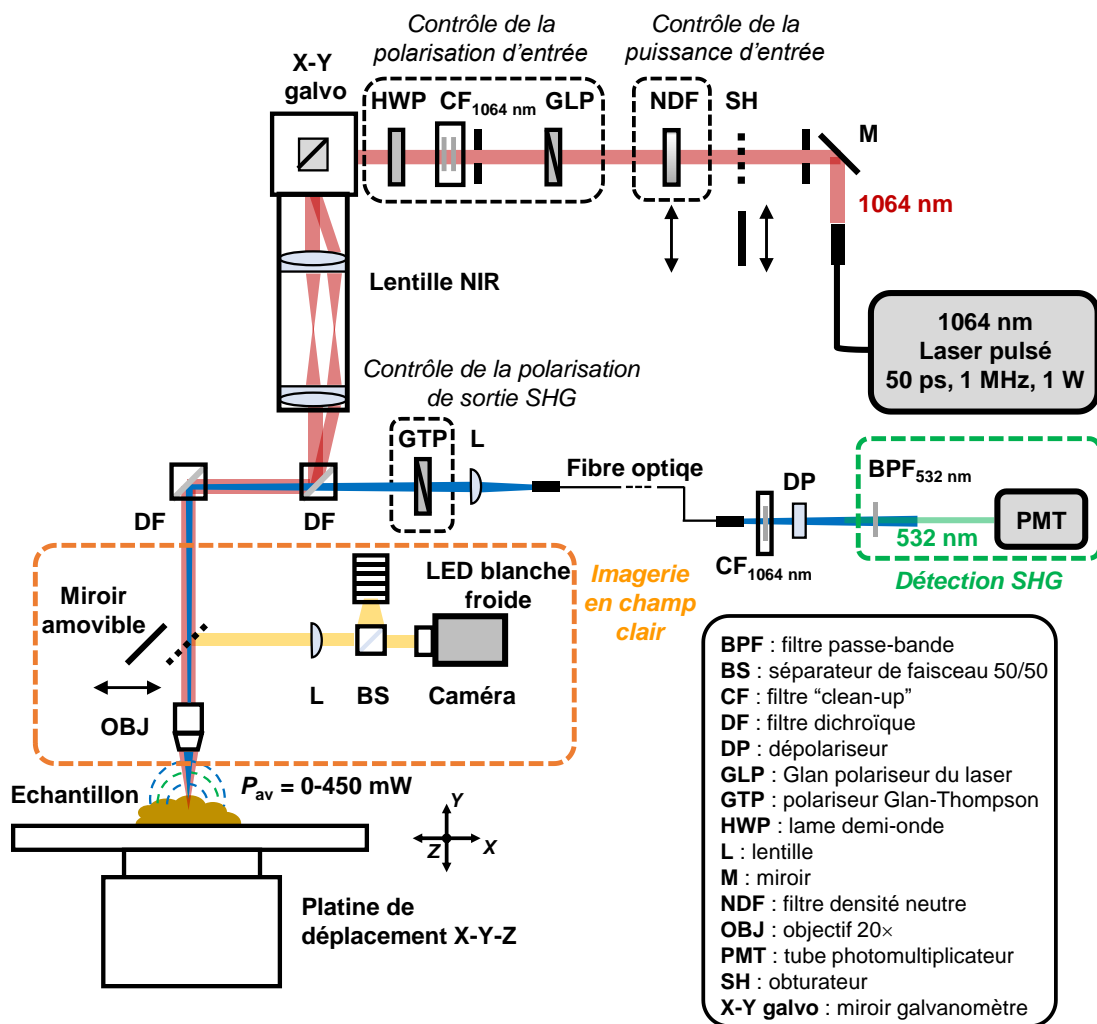 Contrôle de la
polarisation d'entrée
Contrôle de la
puissance d'entrée
X-Y
galvo
HWP
CF1064 nm
GLP
NDF
SH
M
1064 nm
Lentille NIR
1064 nm
Laser pulsé
50 ps, 1 MHz, 1 W
Contrôle de la polarisation
de sortie SHG
GTP
L
Fibre optiqe
DP
BPF532 nm
PMT
DF
DF
532 nm
CF1064 nm
Détection SHG
LED blanche
froide
Imagerie
en champ
clair
Miroir
amovible
L
BS
Caméra
OBJ
Echantillon
Pav = 0-450 mW
Y
Z
X
Platine de
déplacement X-Y-Z
BPF : filtre passe-bande
BS : séparateur de faisceau 50/50
CF : filtre “clean-up”
DF : filtre dichroïque
DP : dépolariseur
GLP : Glan polariseur du laser
GTP : polariseur Glan-Thompson
HWP : lame demi-onde
L : lentille
M : miroir
NDF : filtre densité neutre
OBJ : objectif 20×
PMT : tube photomultiplicateur
SH : obturateur
X-Y galvo : miroir galvanomètre